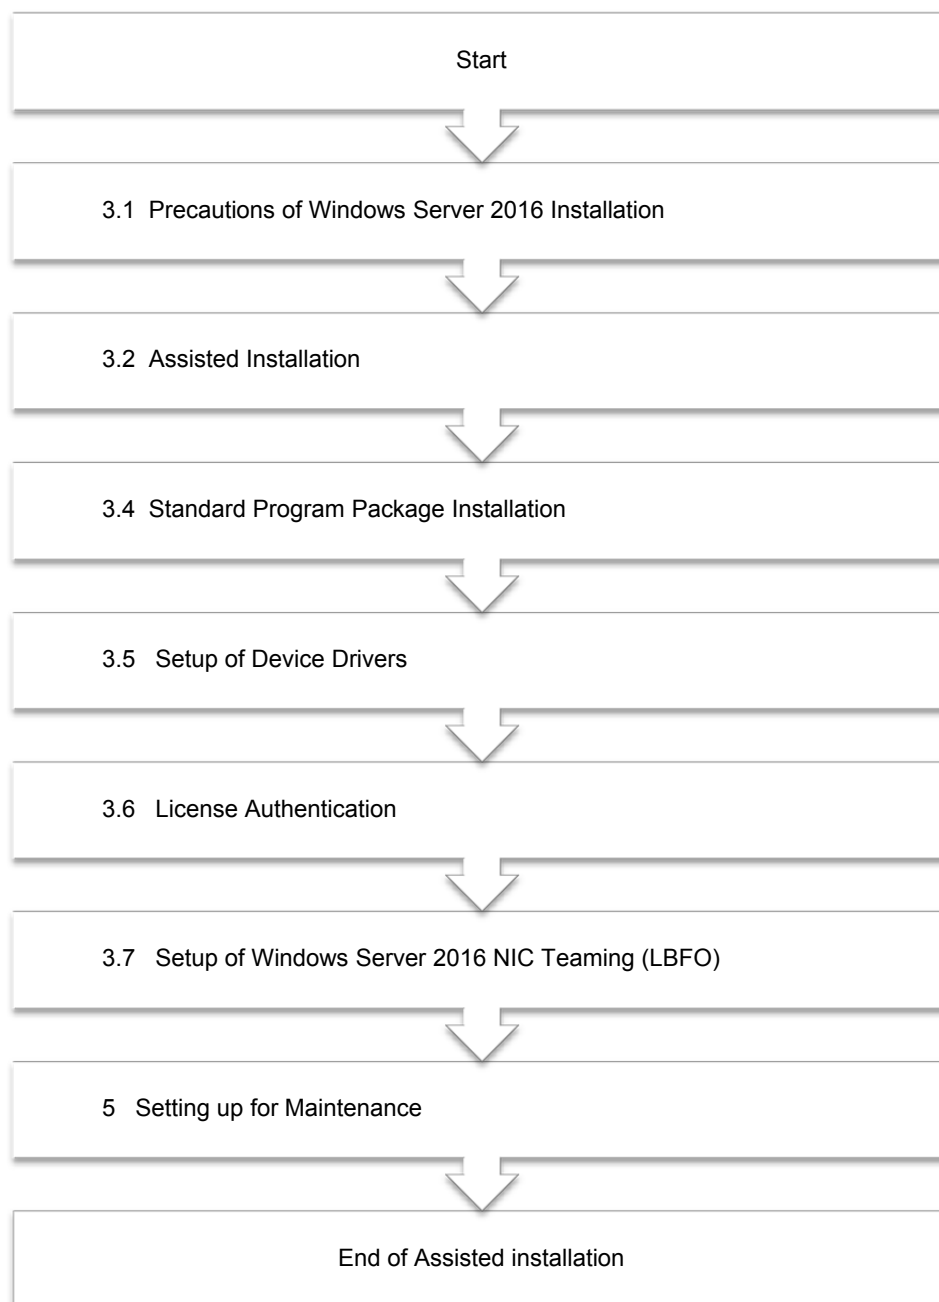 Start
3.1 Precautions of Windows Server 2016 Installation
3.2 Assisted Installation
3.4 Standard Program Package Installation
3.5 Setup of Device Drivers
3.6 License Authentication
3.7 Setup of Windows Server 2016 NIC Teaming (LBFO)
5 Setting up for Maintenance
End of Assisted installation